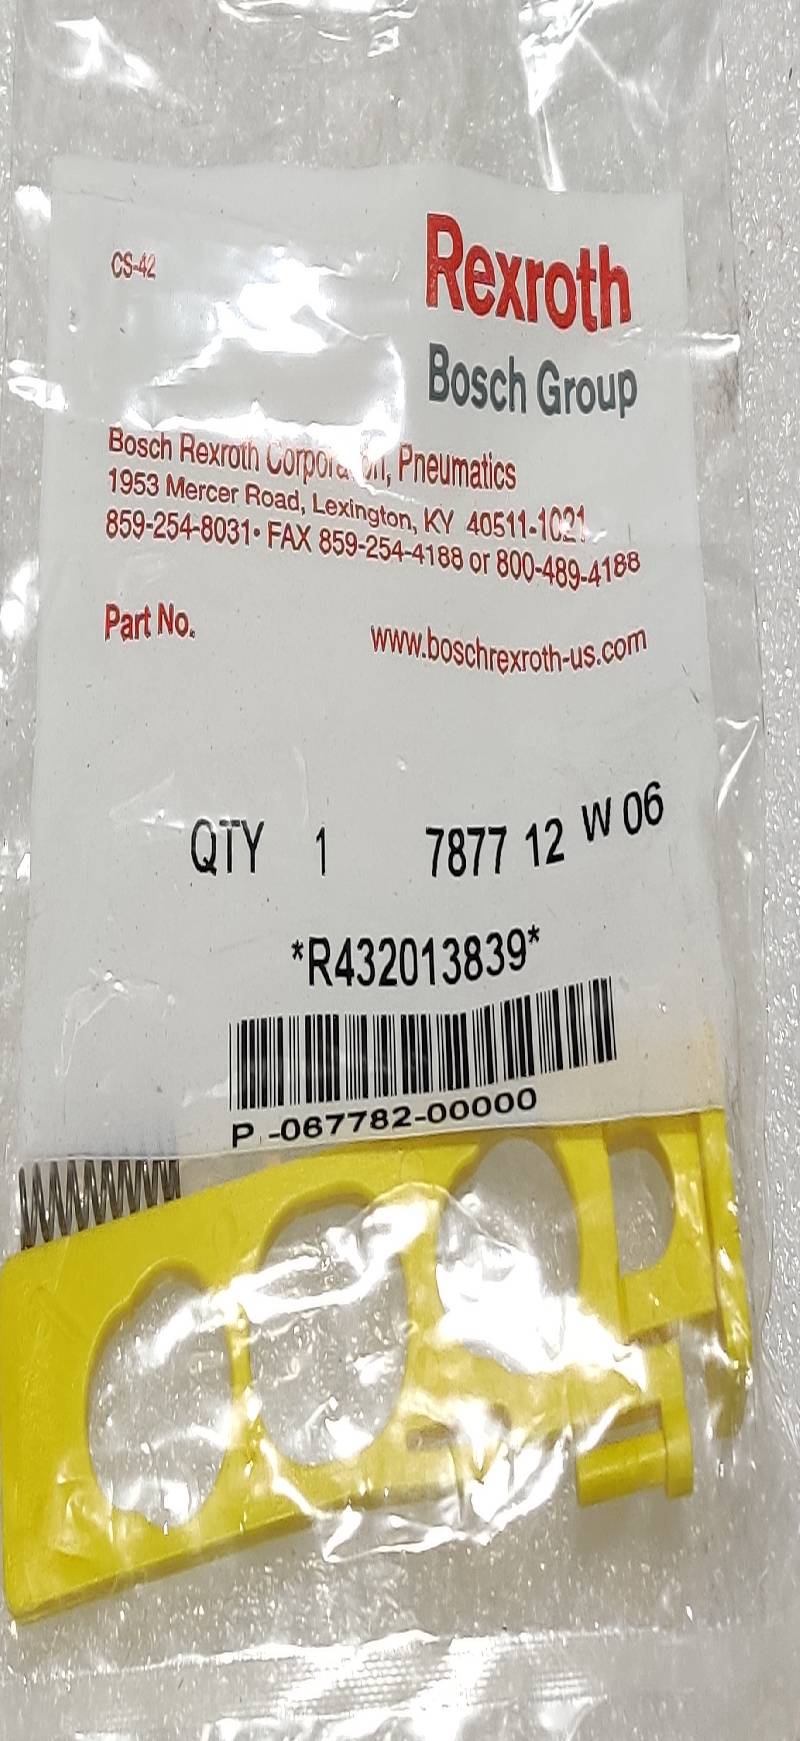 CS-42
Rexroth
Bosch Group
Bosch Rexroth Corporation, Pneumatics
1953 Mercer Road, Lexington, KY 40511-1021
859-254-8031• FAX 859-254-4188 or 800-489-4188
Part No.
www.boschrexroth-us.com
QTY 1 7877 12 W 06
*R432013839*
P -067782-00000